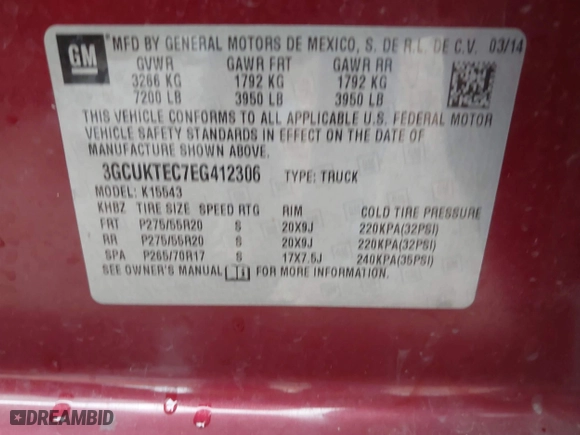 GM
MFD BY GENERAL MOTORS DE MEXICO, S. DE R.L. DE C.V. 03/14
GVWR GAWR FRT GAWR RR
3266 KG 1792 KG 1792 KG
7200 LB 3950 LB 3950 LB
THIS VEHICLE CONFORMS TO ALL APPLICABLE U.S. FEDERAL MOTOR
VEHICLE SAFETY STANDARDS IN EFFECT ON THE DATE OF
MANUFACTURE SHOWN ABOVE.
3GCUKTEC7EG412306 TYPE: TRUCK
MODEL: K15543
KHBZ TIRE SIZE SPEED RTG RIM COLD TIRE PRESSURE
FRT P275/55R20 S 20X9J 220KPA(32PSI)
RR P275/55R20 S 20X9J 220KPA(32PSI)
SPA P265/70R17 S 17X7.5J 240KPA(35PSI)
SEE OWNER'S MANUAL FOR MORE INFORMATION.
DREAMBID